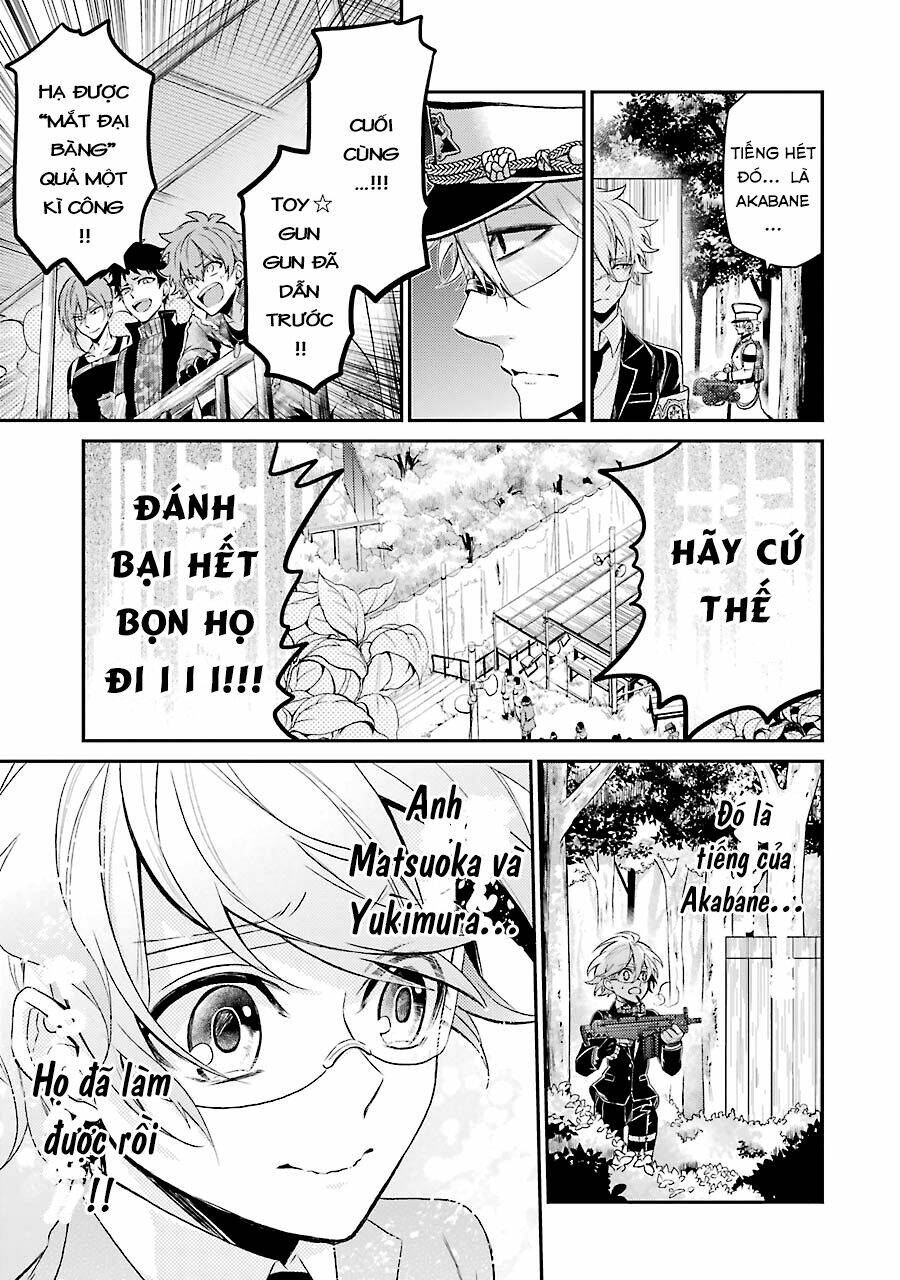 TIẾNG HÉT
ĐÓ... LÀ
AKABANE
...
CUỐI
CÙNG
...!!!
TOY☆
GUN
GUN ĐÃ
DẪN
TRƯỚC
!!
HẠ ĐƯỢC
“MẮT ĐẠI
BÀNG”
QUẢ MỘT
KÌ CÔNG
!!
HÃY CỨ
THẾ
ĐÁNH
BẠI HẾT
BỌN HỌ
ĐI I I I!!!
Đó là
tiếng của
Akabane...
Anh
Matsuoka và
Yukimura...
Họ đã làm
được rồi
!!